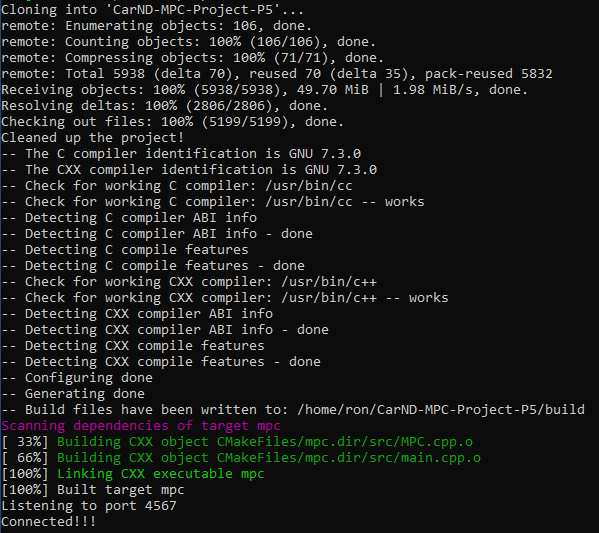 Cloning into 'CarND-MPC-Project-P5'...
remote: Enumerating objects: 106, done.
remote: Counting objects: 100% (106/106), done.
remote: Compressing objects: 100% (71/71), done.
remote: Total 5938 (delta 70), reused 70 (delta 35), pack-reused 5832
Receiving objects: 100% (5938/5938), 49.70 MiB | 1.98 MiB/s, done.
Resolving deltas: 100% (2806/2806), done.
Checking out files: 100% (5199/5199), done.
Cleaned up the project!
-- The C compiler identification is GNU 7.3.0
-- The CXX compiler identification is GNU 7.3.0
-- Check for working C compiler: /usr/bin/cc
-- Check for working C compiler: /usr/bin/cc -- works
-- Detecting C compiler ABI info
-- Detecting C compiler ABI info - done
-- Detecting C compile features
-- Detecting C compile features - done
-- Check for working CXX compiler: /usr/bin/c++
-- Check for working CXX compiler: /usr/bin/c++ -- works
-- Detecting CXX compiler ABI info
-- Detecting CXX compiler ABI info - done
-- Detecting CXX compile features
-- Detecting CXX compile features - done
-- Configuring done
-- Generating done
-- Build files have been written to: /home/ron/CarND-MPC-Project-P5/build
Scanning dependencies of target mpc
[ 33%] Building CXX object CMakeFiles/mpc.dir/src/MPC.cpp.o
[ 66%] Building CXX object CMakeFiles/mpc.dir/src/main.cpp.o
[100%] Linking CXX executable mpc
[100%] Built target mpc
Listening to port 4567
Connected!!!